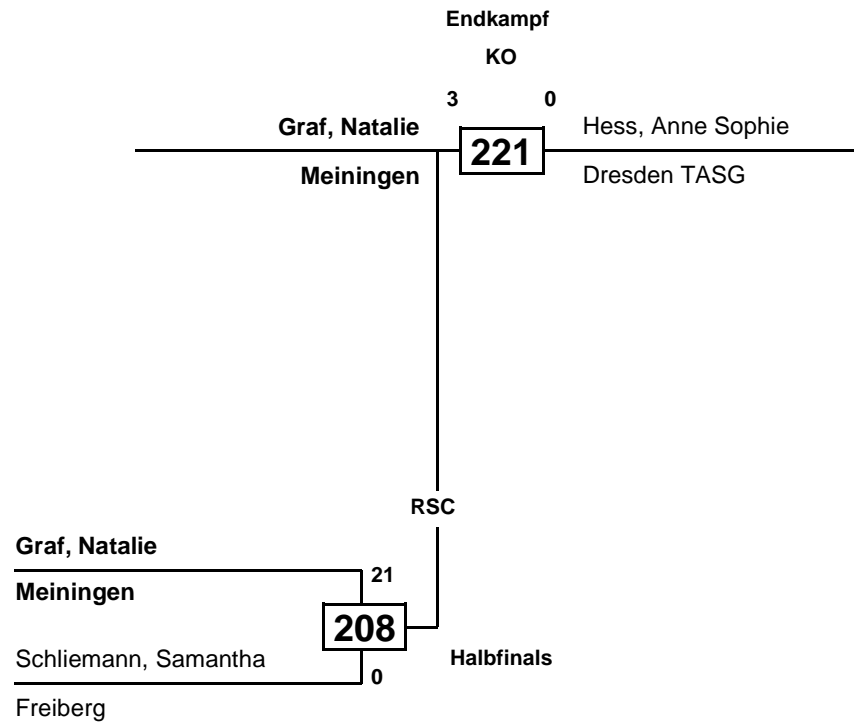 Endkampf
KO
3 0
Graf, Natalie Hess, Anne Sophie
221
Meiningen Dresden TASG
RSC
Graf, Natalie
21
Meiningen
208
Schliemann, Samantha Halbfinals
0
Freiberg